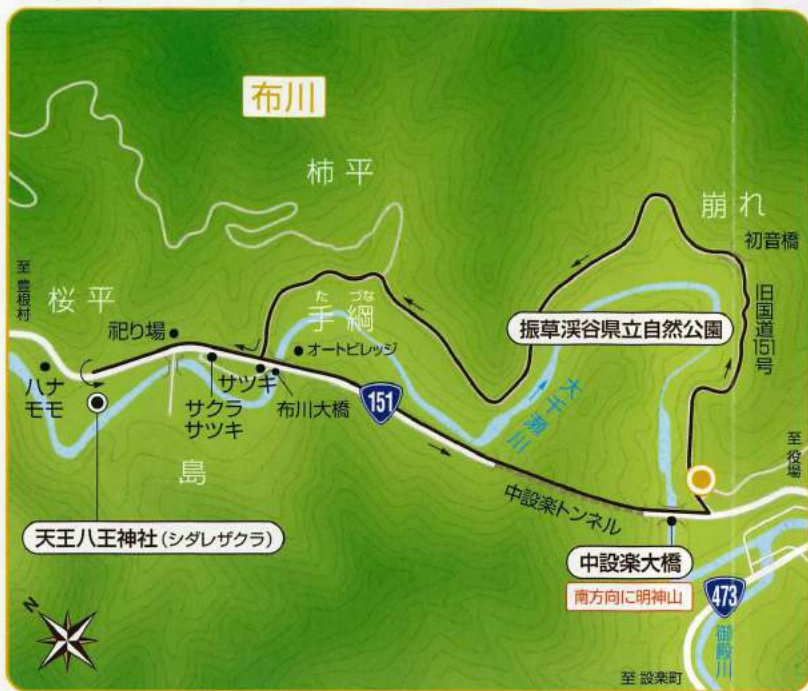 布川
柿平
崩れ
初音橋
至豊根村
桜平
祀り場
た づな
手綱
オートビレッジ
振草渓谷県立自然公園
旧国道151号
大千瀬川
ハナ
モモ
サクラ
サツキ
サツキ
布川大橋
151
至役場
島
中設楽トンネル
天王八王神社(シダレザクラ)
中設楽大橋
南方向に明神山
473
御殿川
至 設楽町
N